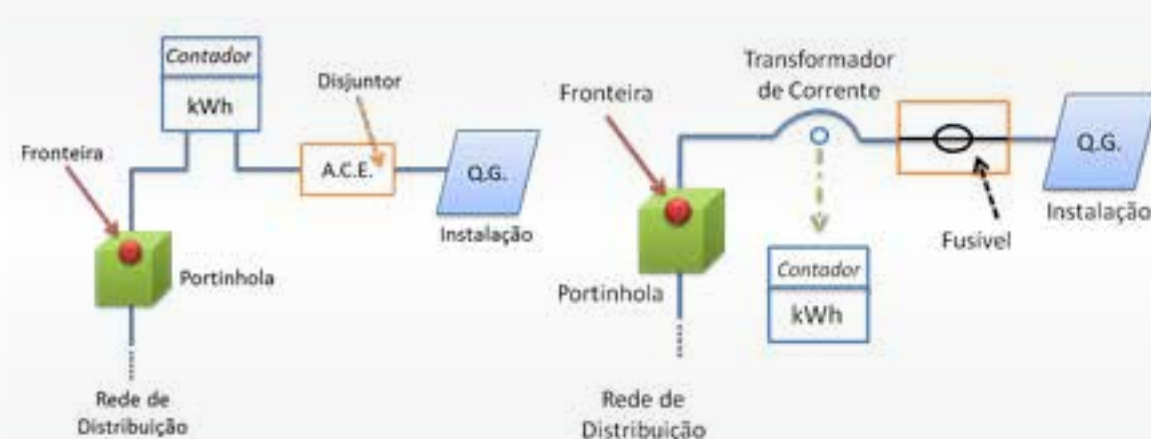 Contador
kWh
Disjuntor
Fronteira
A.C.E.
Q.G.
Instalação
Portinhola
Rede de
Distribuição
Transformador
de Corrente
Fronteira
Q.G.
Instalação
Fusível
Contador
kWh
Portinhola
Rede de
Distribuição